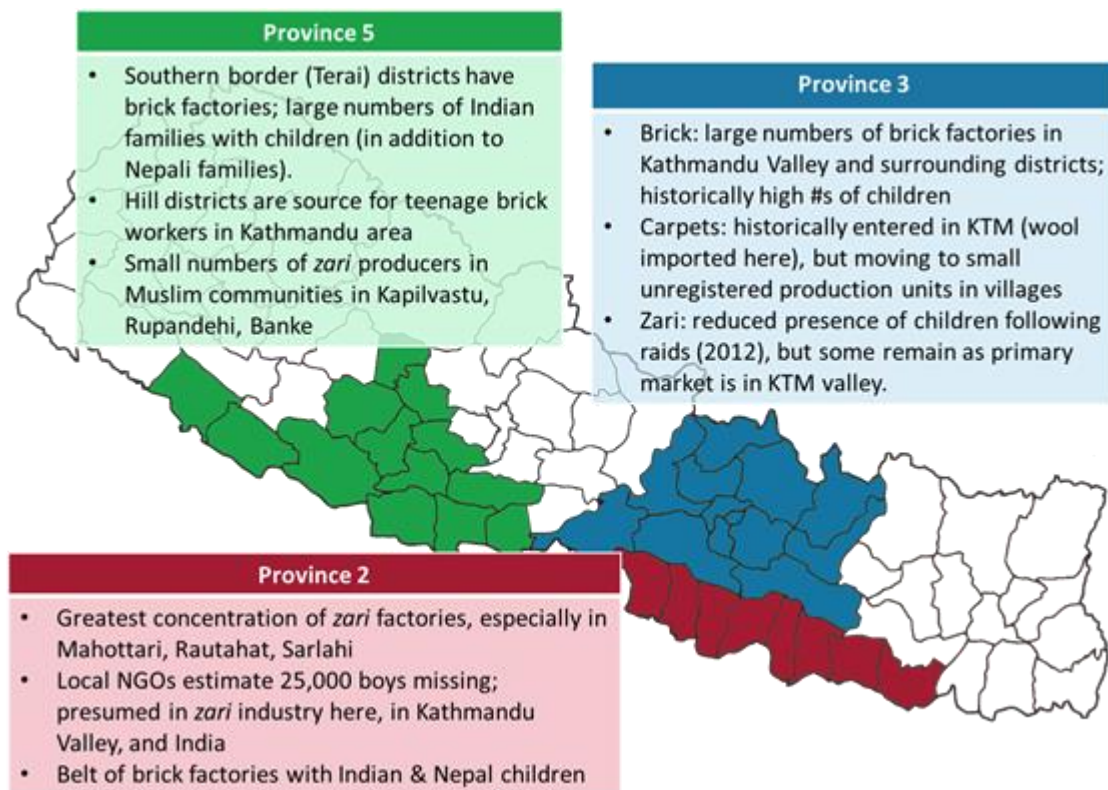 Province 5
• Southern border (Terai) districts have
brick factories; large numbers of Indian
families with children (in addition to
Nepali families).
• Hill districts are source for teenage brick
workers in Kathmandu area
• Small numbers of zari producers in
Muslim communities in Kapilvastu,
Rupandehi, Banke
Province 3
• Brick: large numbers of brick factories in
Kathmandu Valley and surrounding districts;
historically high #s of children
• Carpets: historically entered in KTM (wool
imported here), but moving to small
unregistered production units in villages
• Zari: reduced presence of children following
raids (2012), but some remain as primary
market is in KTM valley.
Province 2
• Greatest concentration of zari factories, especially in
Mahottari, Rautahat, Sarlahi
• Local NGOs estimate 25,000 boys missing;
presumed in zari industry here, in Kathmandu
Valley, and India
• Belt of brick factories with Indian & Nepal children